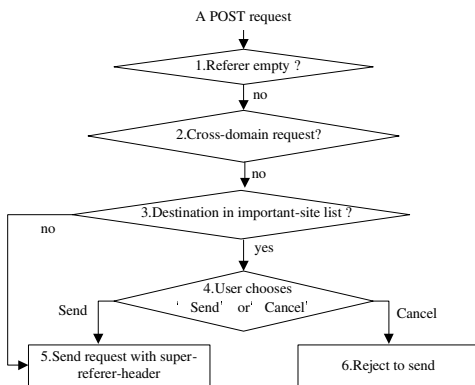 A POST request
1.Referer empty ?
no
2.Cross-domain request?
no
3.Destination in important-site list ?
no
yes
4.User chooses
‘ Send’ or‘ Cancel’
Send
Cancel
5.Send request with super-
referer-header
6.Reject to send